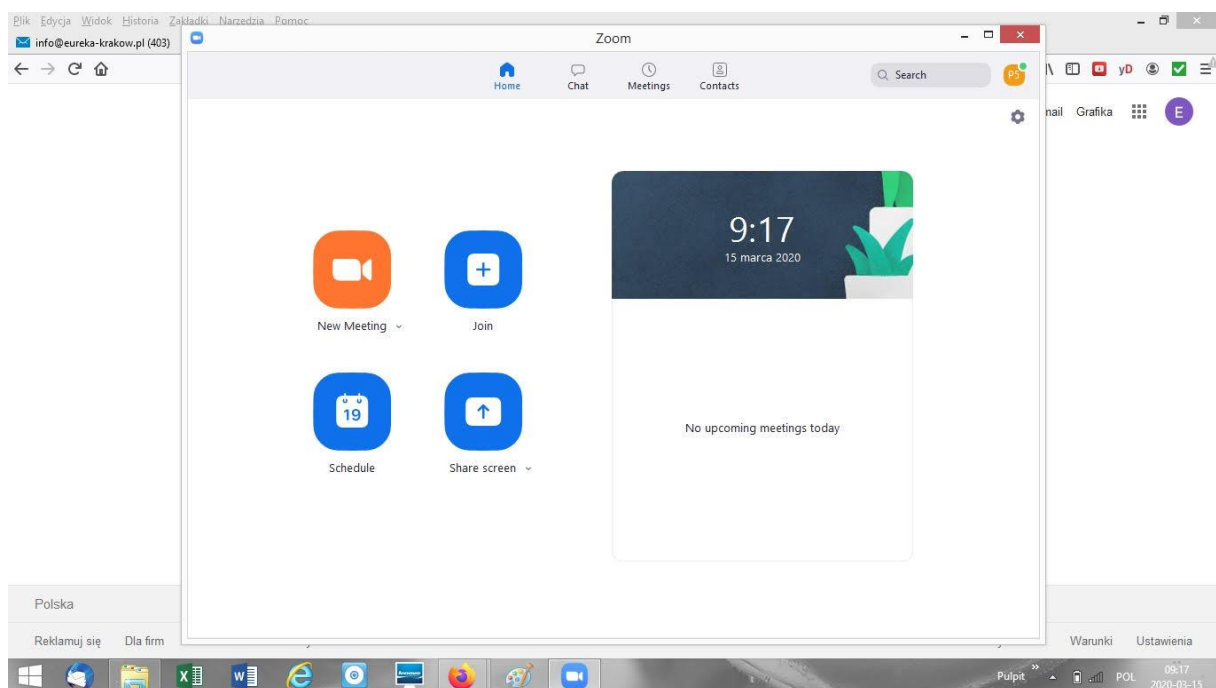 Plik Edycja Widok Historia Zakładki Narzędzia Pomoc
info@eureka-krakow.pl (403)
Zoom
Home Chat Meetings Contacts
Search
PS
mail Grafika
E
yD
9:17
15 marca 2020
New Meeting
Join
19
Schedule
Share screen
No upcoming meetings today
Polska
Reklamuj się Dla firm
Warunki Ustawienia
Pulpit
POL
09:17
2020-03-15